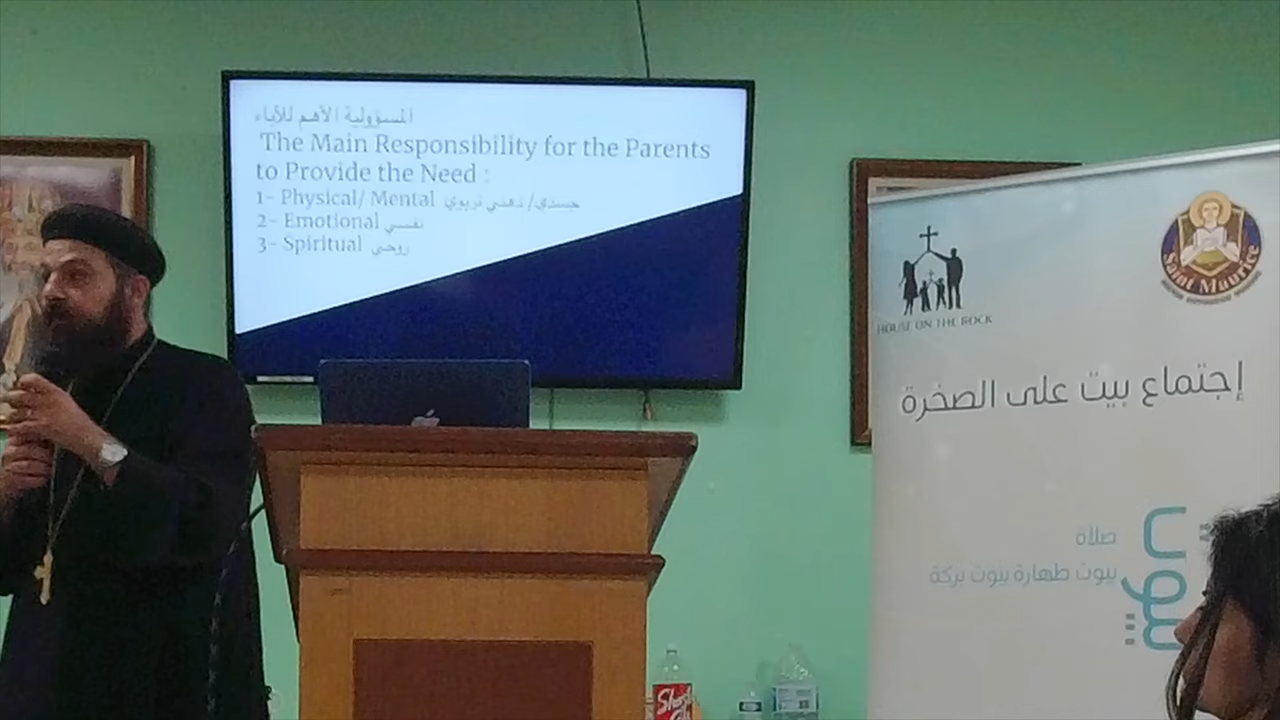 المسؤولية الأهم للآباء
The Main Responsibility for the Parents
to Provide the Need :
1- Physical/ Mental جسدي/ ذهني تربوي
2- Emotional نفسي
3- Spiritual روحي
HOUSE ON THE ROCK
Saint Maurice
إجتماع بيت على الصخرة
صلاة
بيوت طهارة بيوت بركة